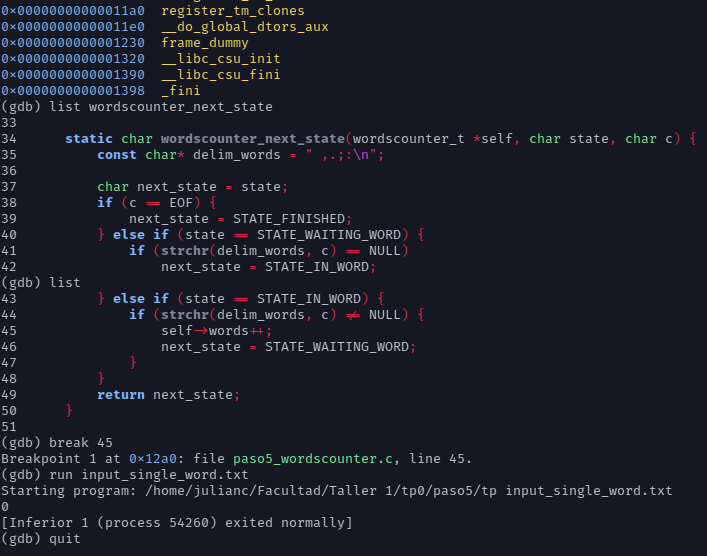 0x00000000000011a0  register_tm_clones
0x00000000000011e0  __do_global_dtors_aux
0x0000000000001230  frame_dummy
0x0000000000001320  __libc_csu_init
0x0000000000001390  __libc_csu_fini
0x0000000000001398  _fini
(gdb) list wordscounter_next_state
33
34      static char wordscounter_next_state(wordscounter_t *self, char state, char c) {
35          const char* delim_words = " ,.;:\n";
36
37          char next_state = state;
38          if (c == EOF) {
39              next_state = STATE_FINISHED;
40          } else if (state == STATE_WAITING_WORD) {
41              if (strchr(delim_words, c) == NULL)
42                  next_state = STATE_IN_WORD;
(gdb) list
43          } else if (state == STATE_IN_WORD) {
44              if (strchr(delim_words, c) != NULL) {
45                  self->words++;
46                  next_state = STATE_WAITING_WORD;
47              }
48          }
49          return next_state;
50      }
51
(gdb) break 45
Breakpoint 1 at 0x12a0: file paso5_wordscounter.c, line 45.
(gdb) run input_single_word.txt
Starting program: /home/julianc/Facultad/Taller 1/tp0/paso5/tp input_single_word.txt
0
[Inferior 1 (process 54260) exited normally]
(gdb) quit